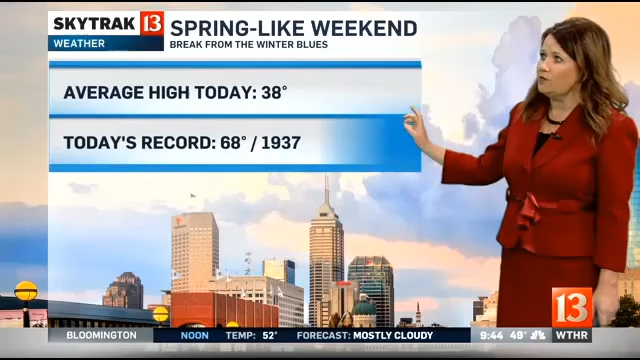 SKYTRAK 13
WEATHER
SPRING-LIKE WEEKEND
BREAK FROM THE WINTER BLUES
AVERAGE HIGH TODAY: 38°
TODAY'S RECORD: 68° / 1937
13
BLOOMINGTON NOON TEMP: 52° FORECAST: MOSTLY CLOUDY 9:44 49° WTHR